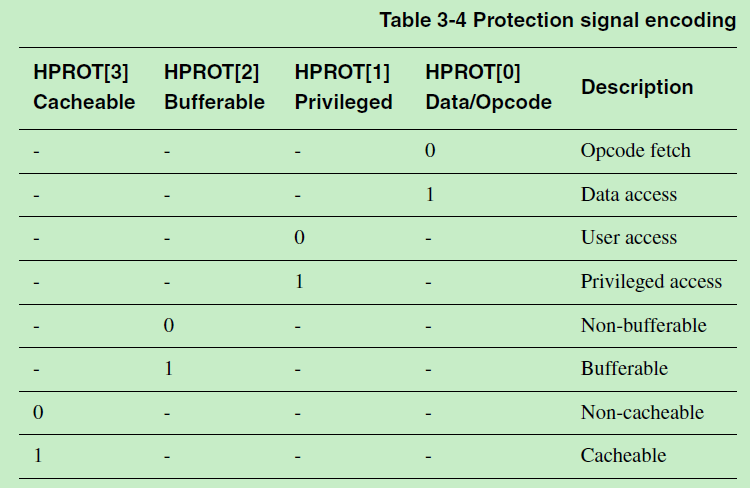 Table 3-4 Protection signal encoding
HPROT[3] HPROT[2] HPROT[1] HPROT[0] Description
Cacheable Bufferable Privileged Data/Opcode
- - - 0 Opcode fetch
- - - 1 Data access
- - 0 - User access
- - 1 - Privileged access
- 0 - - Non-bufferable
- 1 - - Bufferable
0 - - - Non-cacheable
1 - - - Cacheable